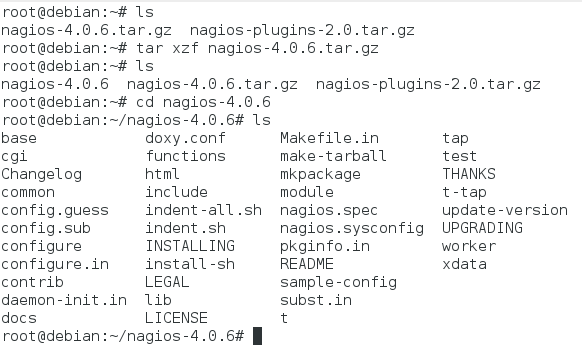 root@debian:~# ls
nagios-4.0.6.tar.gz  nagios-plugins-2.0.tar.gz
root@debian:~# tar xzf nagios-4.0.6.tar.gz
root@debian:~# ls
nagios-4.0.6  nagios-4.0.6.tar.gz  nagios-plugins-2.0.tar.gz
root@debian:~# cd nagios-4.0.6
root@debian:~/nagios-4.0.6# ls
base            doxy.conf      Makefile.in       tap
cgi             functions      make-tarball      test
Changelog       html           mkpackage         THANKS
common          include        module            t-tap
config.guess    indent-all.sh  nagios.spec       update-version
config.sub      indent.sh      nagios.sysconfig  UPGRADING
configure       INSTALLING     pkginfo.in        worker
configure.in    install-sh     README            xdata
contrib         LEGAL          sample-config
daemon-init.in  lib            subst.in
docs            LICENSE        t
root@debian:~/nagios-4.0.6#